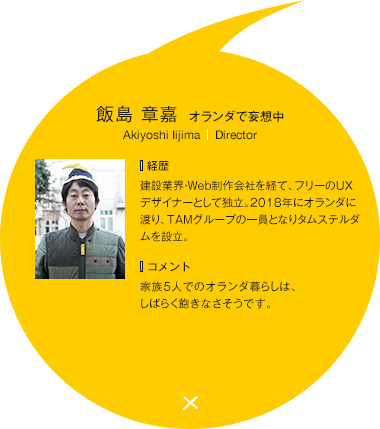 飯島 章嘉 オランダで妄想中
Akiyoshi Iijima | Director
経歴
建設業界・Web制作会社を経て、フリーのUX
デザイナーとして独立。2018年にオランダに
渡り、TAMグループの一員となりタムステルダ
ムを設立。
コメント
家族5人でのオランダ暮らしは、
しばらく飽きなさそうです。